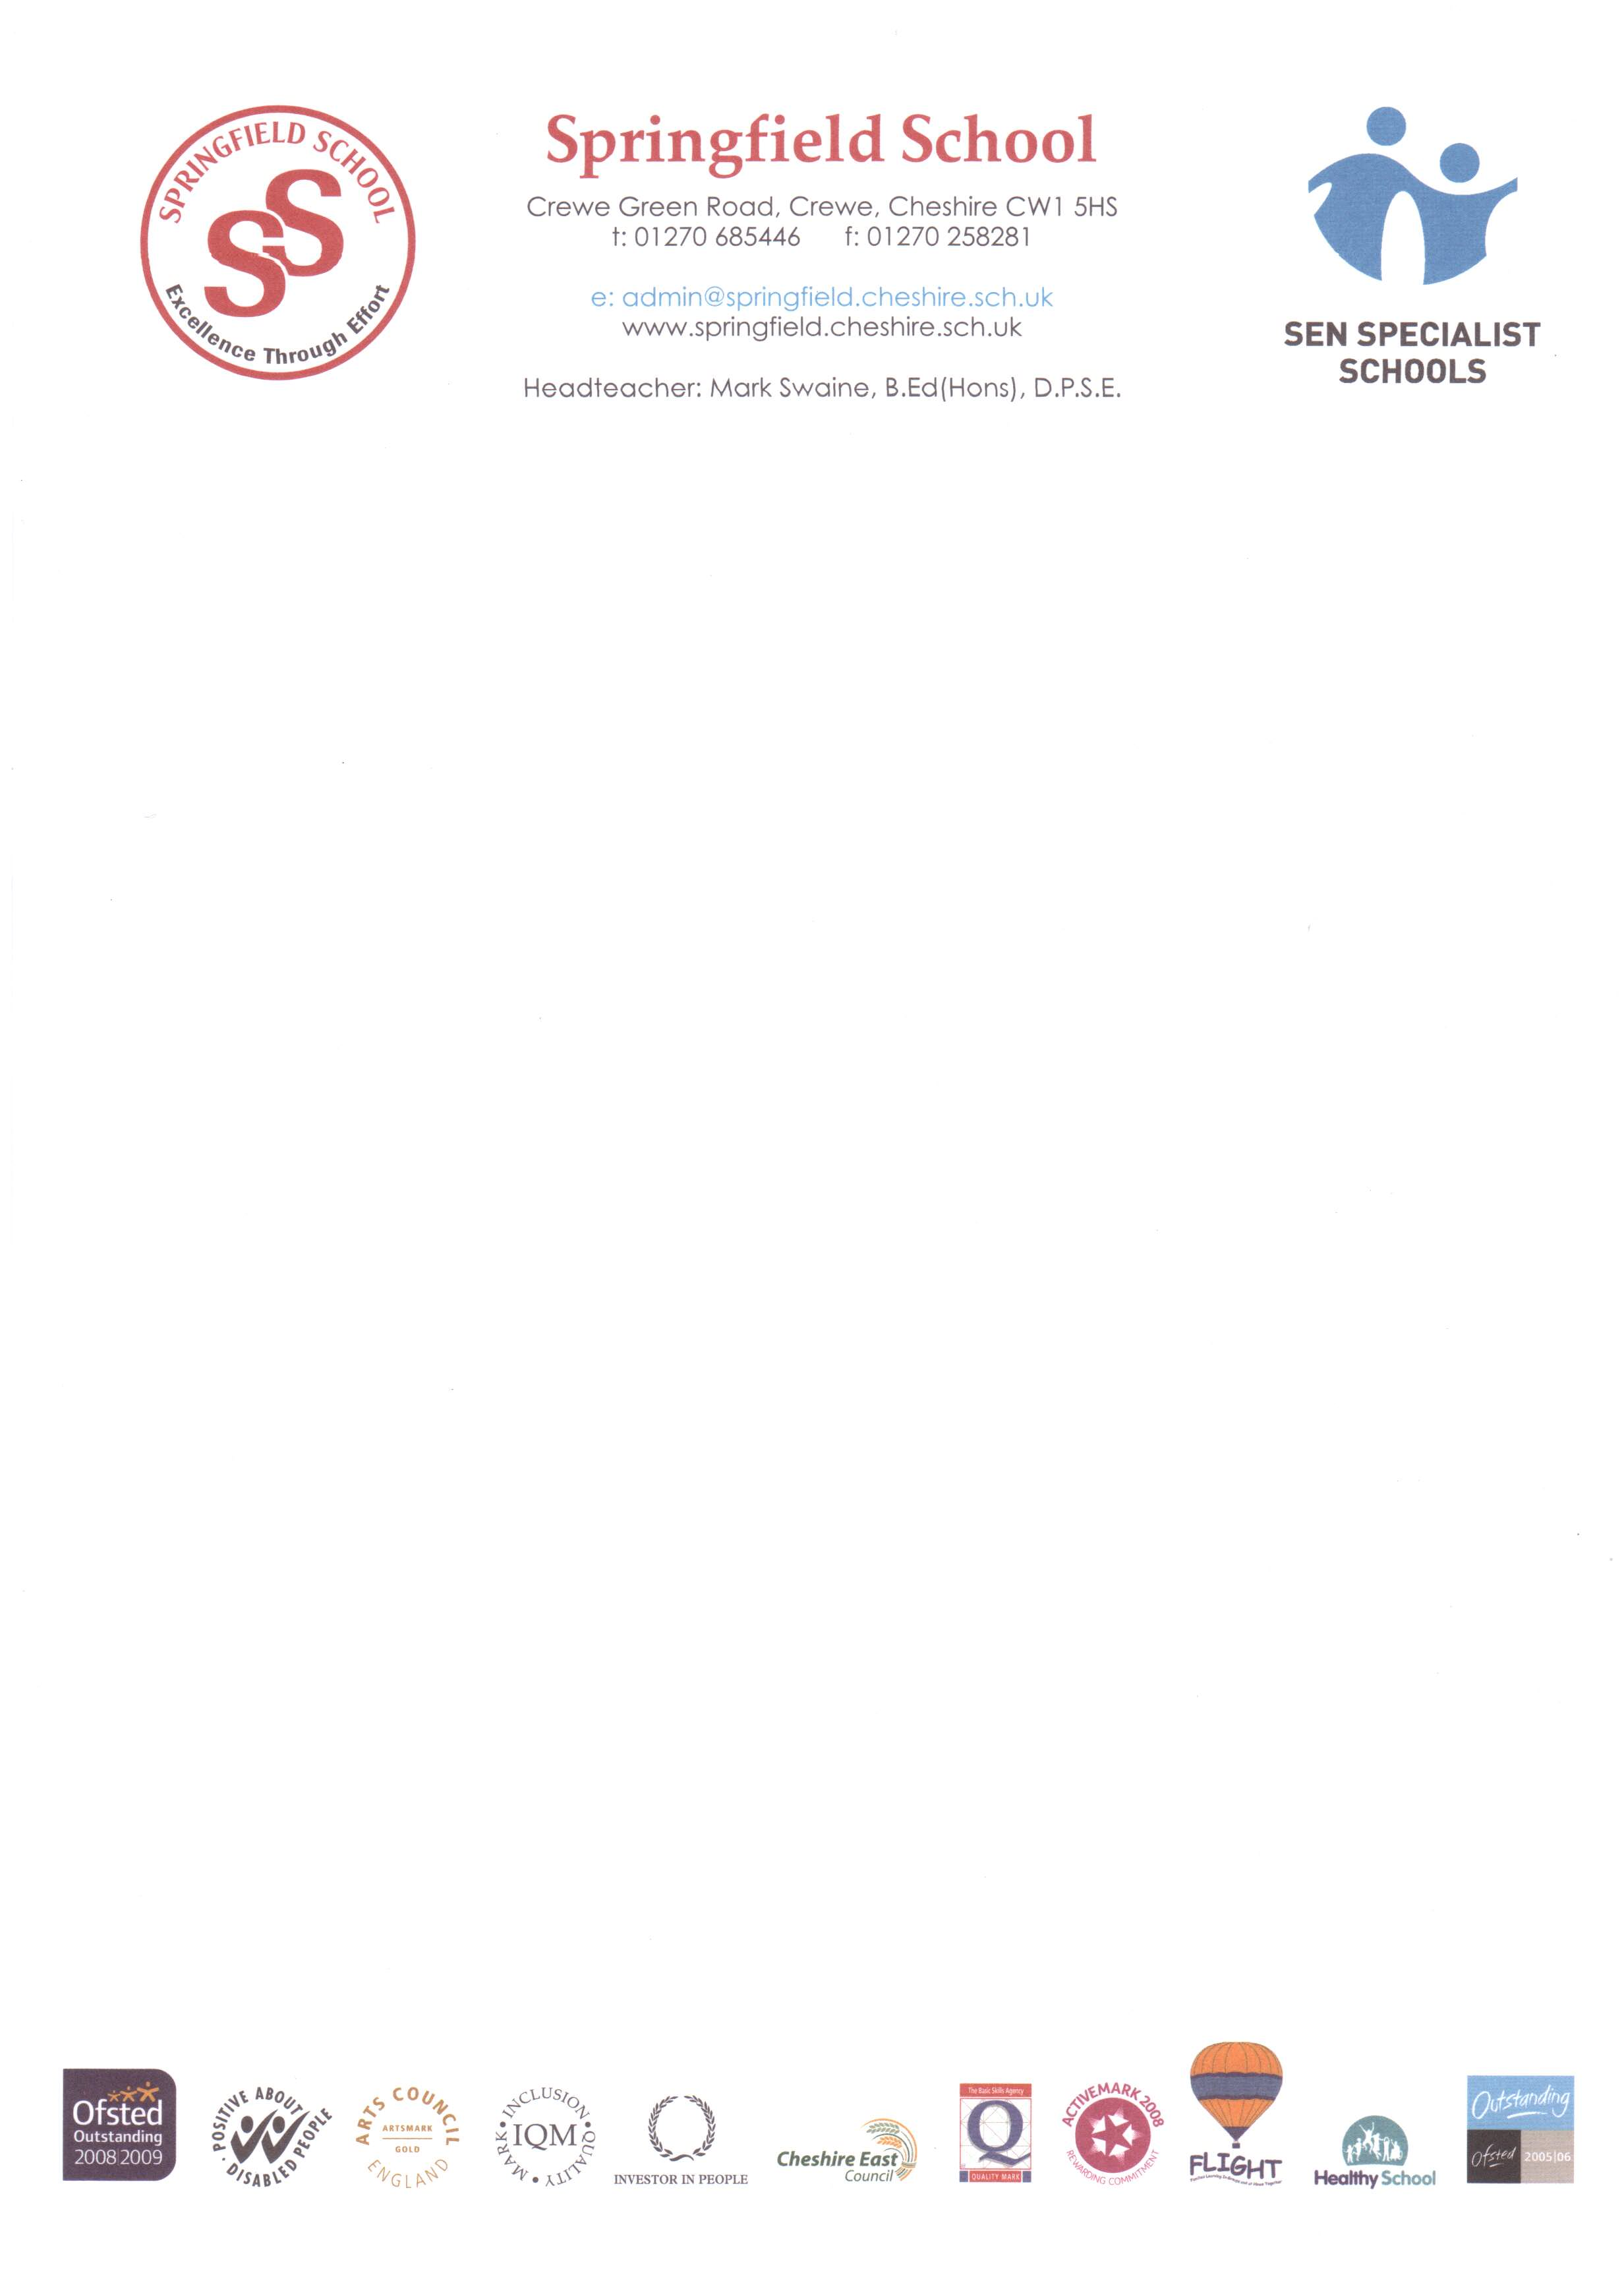 SPRINGFIELD SCHOOL
SS
Excellence Through Effort
Springfield School
Crewe Green Road, Crewe, Cheshire CW1 5HS
t: 01270 685446 f: 01270 258281
e: admin@springfield.cheshire.sch.uk
www.springfield.cheshire.sch.uk
Headteacher: Mark Swaine, B.Ed(Hons), D.P.S.E.
SEN SPECIALIST
SCHOOLS
Ofsted
Outstanding
2008|2009
POSITIVE ABOUT
DISABLED PEOPLE
ARTS COUNCIL
ARTSMARK
GOLD
ENGLAND
INCLUSION • QUALITY • MARK •
IQM
INVESTOR IN PEOPLE
Cheshire East
Council
The Basic Skills Agency
Q
QUALITY MARK
ACTIVEMARK 2008
REWARDING COMMITMENT
FLIGHT
Healthy School
Outstanding
Ofsted 2005|06